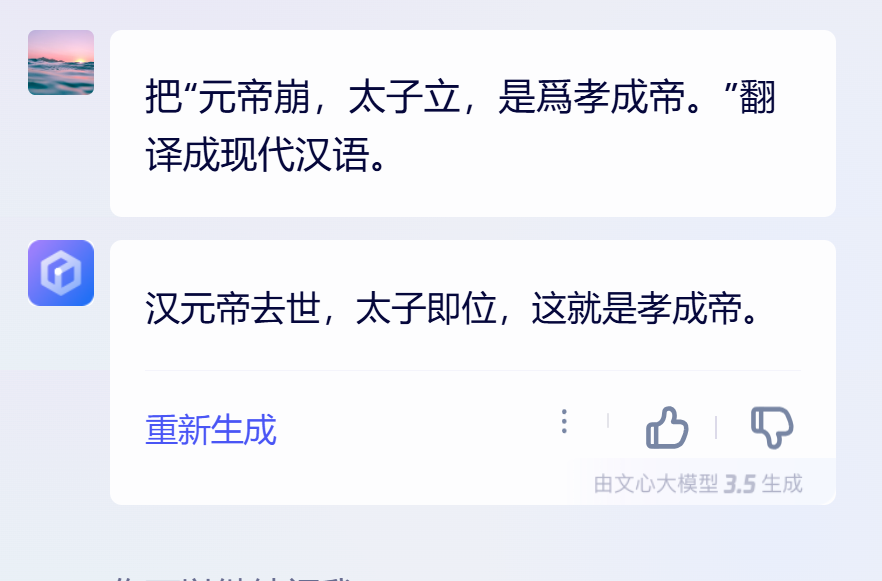 把“元帝崩，太子立，是爲孝成帝。”翻
译成现代汉语。
汉元帝去世，太子即位，这就是孝成帝。
重新生成
由文心大模型 3.5 生成